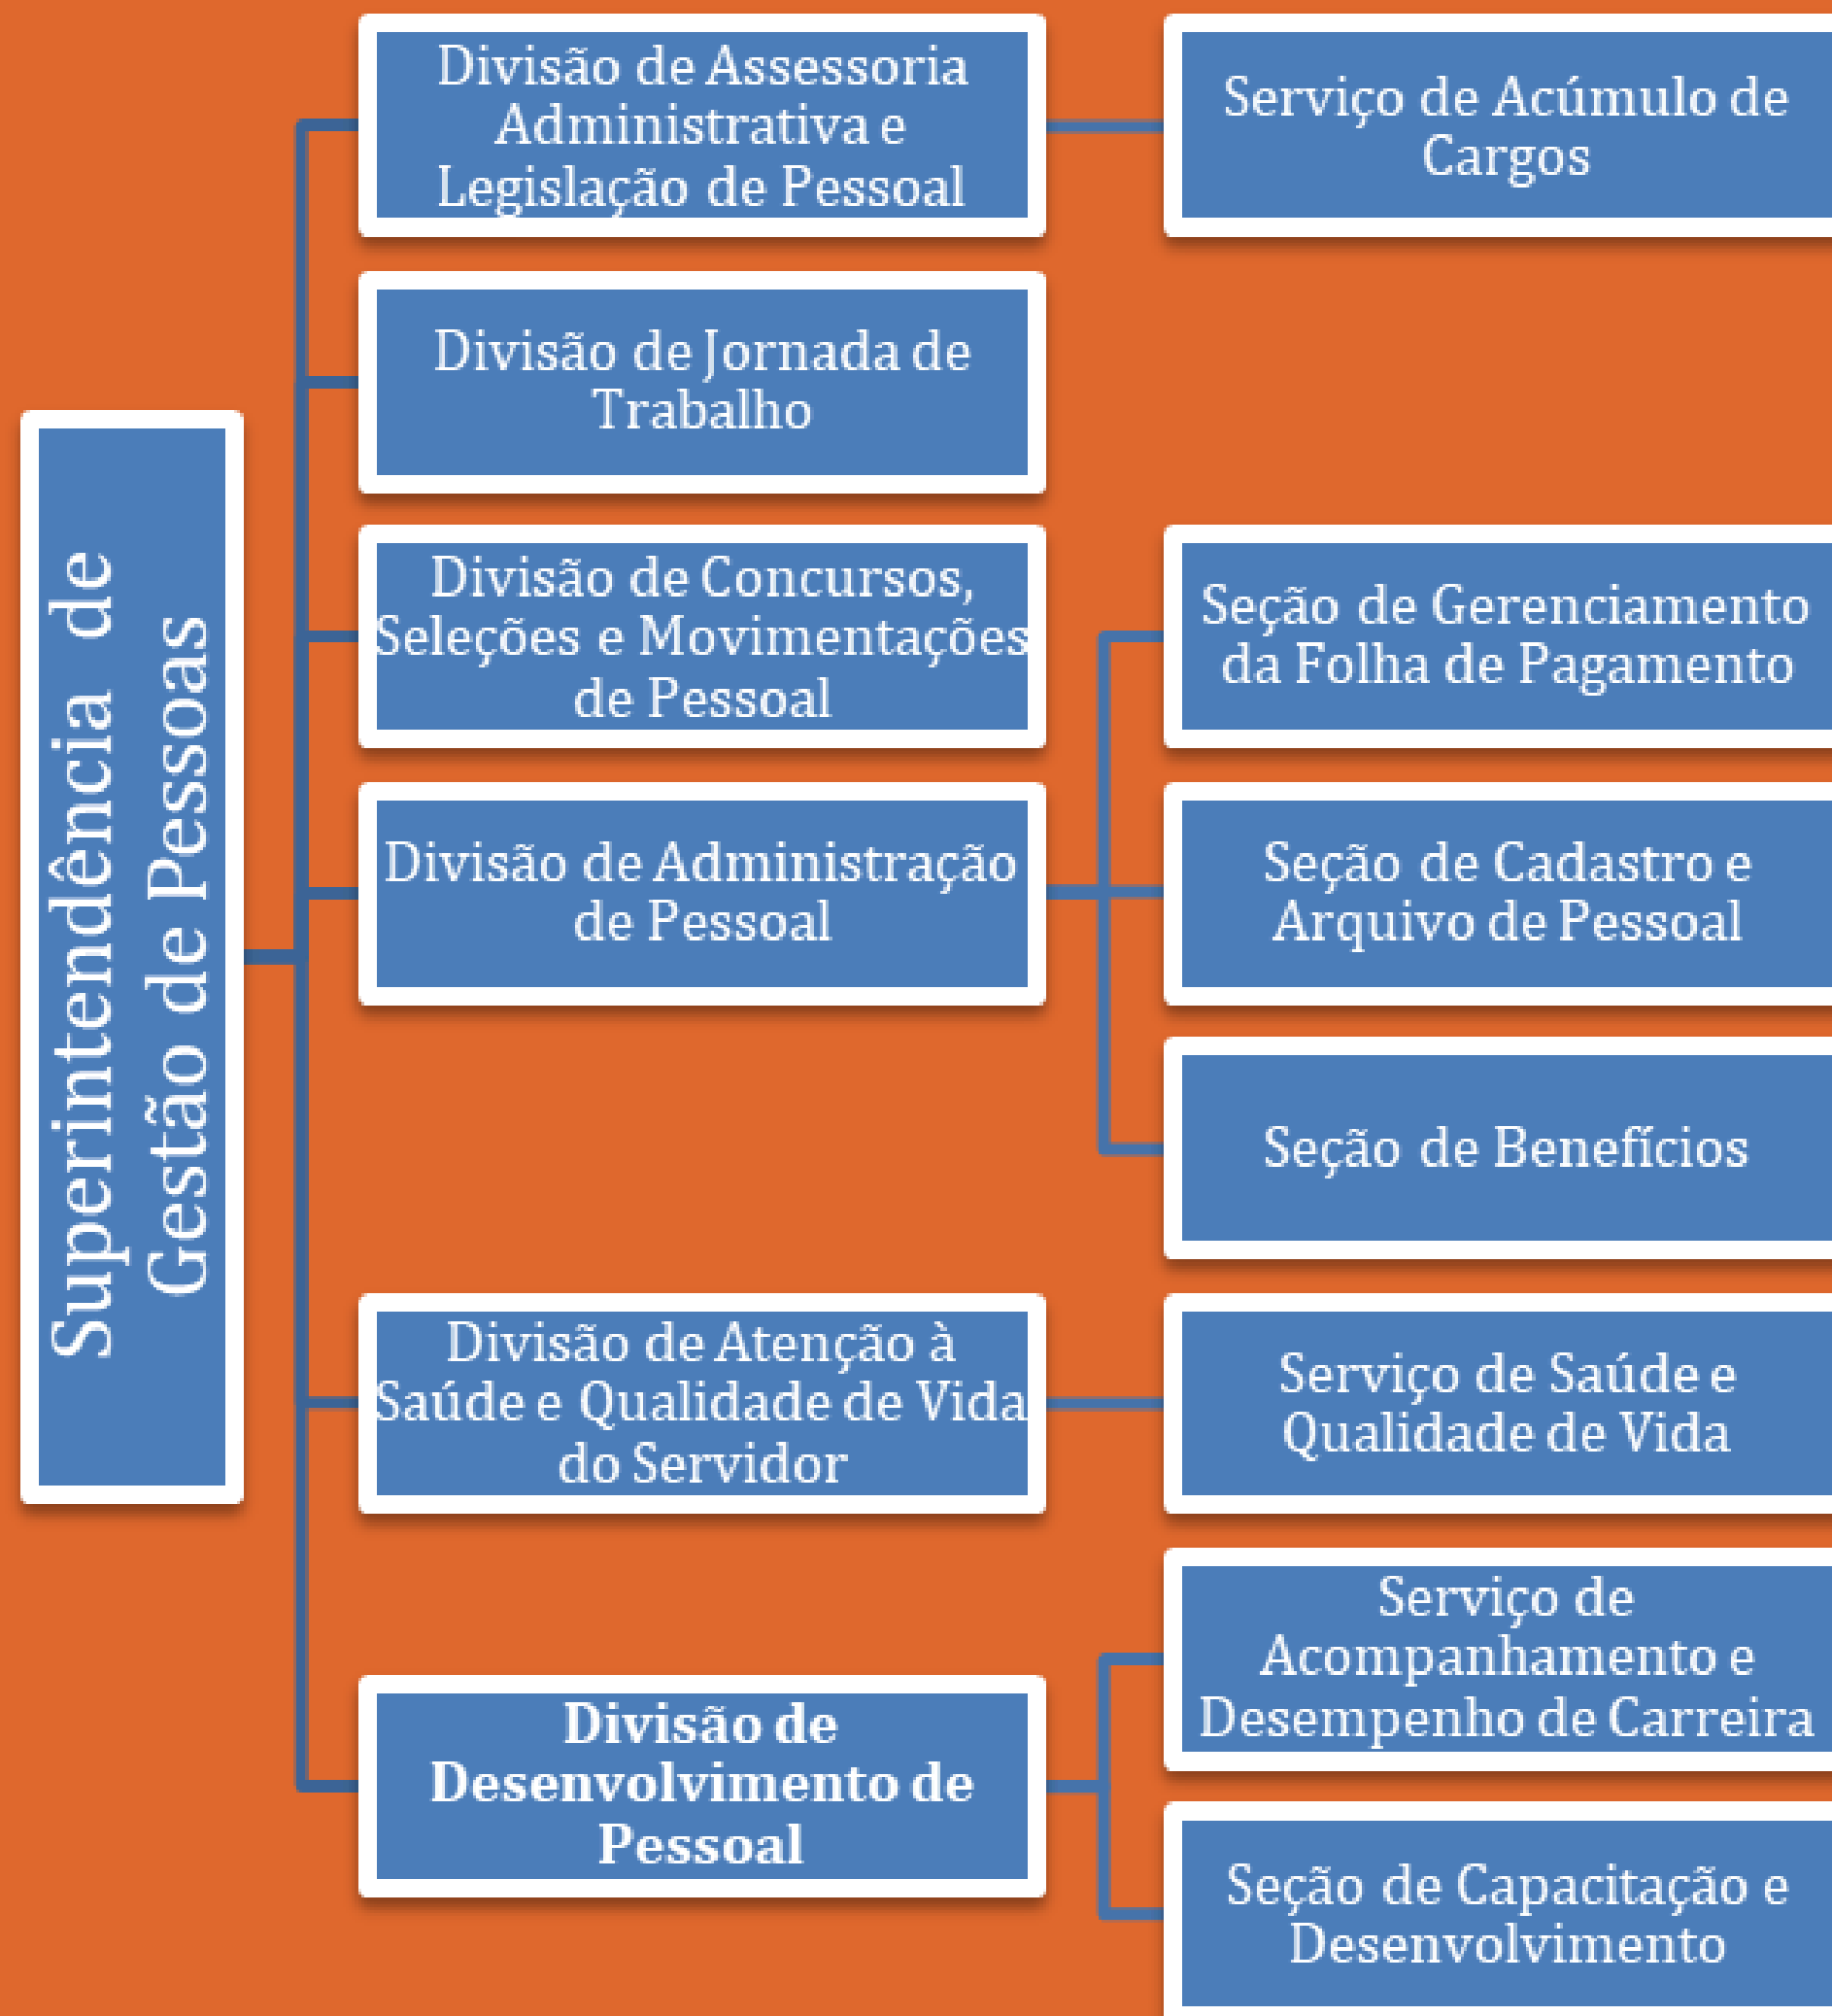 Superintendência de
Gestão de Pessoas
Divisão de Assessoria
Administrativa e
Legislação de Pessoal
Serviço de Acúmulo de
Cargos
Divisão de Jornada de
Trabalho
Divisão de Concursos,
Seleções e Movimentações
de Pessoal
Divisão de Administração
de Pessoal
Seção de Gerenciamento
da Folha de Pagamento
Seção de Cadastro e
Arquivo de Pessoal
Seção de Benefícios
Divisão de Atenção à
Saúde e Qualidade de Vida
do Servidor
Serviço de Saúde e
Qualidade de Vida
Divisão de
Desenvolvimento de
Pessoal
Serviço de
Acompanhamento e
Desempenho de Carreira
Seção de Capacitação e
Desenvolvimento